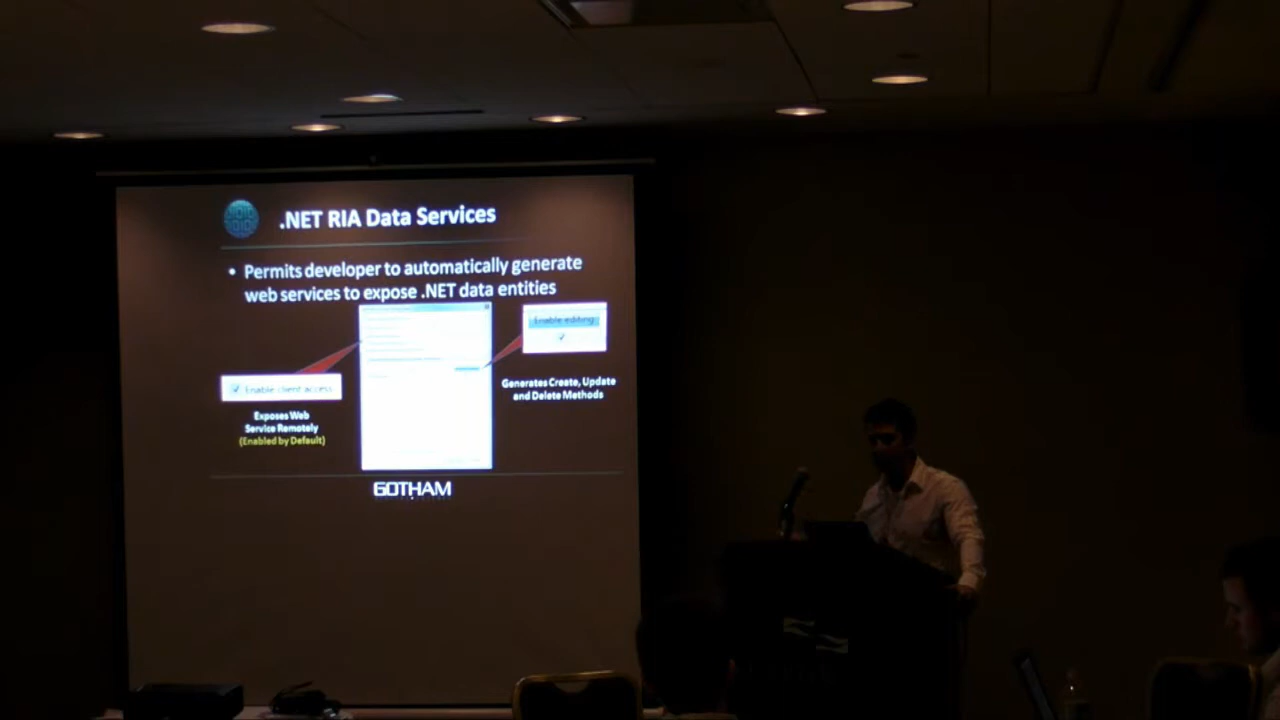 .NET RIA Data Services
• Permits developer to automatically generate
web services to expose .NET data entities
Enable editing
Enable client access
Generates Create, Update
and Delete Methods
Exposes Web
Service Remotely
(Enabled by Default)
GOTHAM